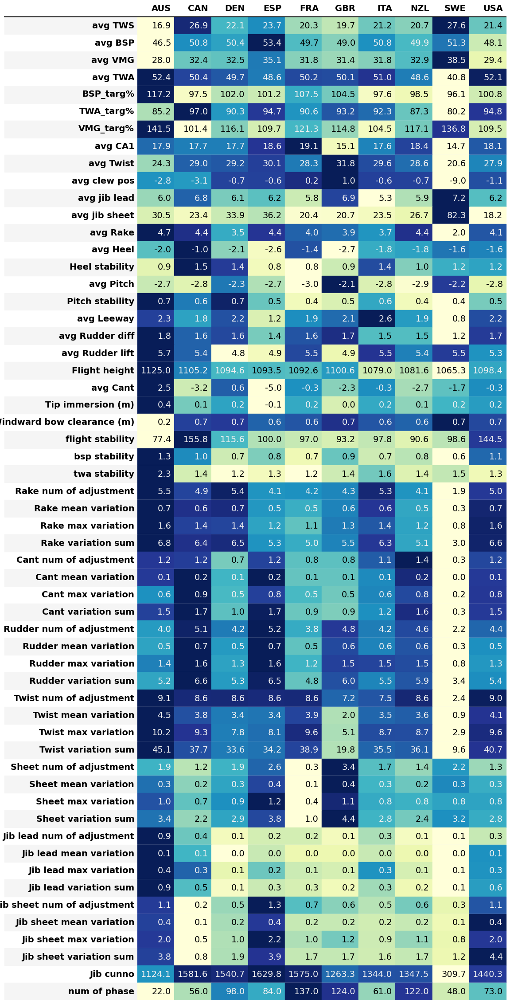 AUS CAN DEN ESP FRA GBR ITA NZL SWE USA
avg TWS 16.9 26.9 22.1 23.7 20.3 19.7 21.2 20.7 27.6 21.4
avg BSP 46.5 50.8 50.4 53.4 49.7 49.0 50.8 49.9 51.3 48.1
avg VMG 28.0 32.4 32.5 35.1 31.8 31.4 31.8 32.9 38.5 29.4
avg TWA 52.4 50.4 49.7 48.6 50.2 50.1 51.0 48.6 40.8 52.1
BSP_targ% 117.2 97.5 102.0 101.2 107.5 104.5 97.6 98.5 96.1 100.8
TWA_targ% 85.2 97.0 90.3 94.7 90.6 93.2 92.3 87.3 80.2 94.8
VMG_targ% 141.5 101.4 116.1 109.7 121.3 114.8 104.5 117.1 136.8 109.5
avg CA1 17.9 17.7 17.7 18.6 19.1 15.1 17.6 18.4 14.7 18.1
avg Twist 24.3 29.0 29.2 30.1 28.3 31.8 29.6 28.6 20.6 27.9
avg clew pos -2.8 -3.1 -0.7 -0.6 0.2 1.0 -0.6 -0.7 -9.0 -1.1
avg jib lead 6.0 6.8 6.1 6.2 5.8 6.9 5.3 5.9 7.2 6.2
avg jib sheet 30.5 23.4 33.9 36.2 20.4 20.7 23.5 26.7 82.3 18.2
avg Rake 4.7 4.4 3.5 4.4 4.0 3.9 3.7 4.4 2.0 4.1
avg Heel -2.0 -1.0 -2.1 -2.6 -1.4 -2.7 -1.8 -1.8 -1.6 -1.6
Heel stability 0.9 1.5 1.4 0.8 0.8 0.9 1.4 1.0 1.2 1.2
avg Pitch -2.7 -2.8 -2.3 -2.7 -3.0 -2.1 -2.8 -2.9 -2.2 -2.8
Pitch stability 0.7 0.6 0.7 0.5 0.4 0.5 0.6 0.4 0.4 0.5
avg Leeway 2.3 1.8 2.2 1.2 1.9 2.1 2.6 1.9 0.8 2.2
avg Rudder diff 1.8 1.6 1.6 1.4 1.6 1.7 1.5 1.5 1.2 1.7
avg Rudder lift 5.7 5.4 4.8 4.9 5.5 4.9 5.5 5.4 5.5 5.3
Flight height 1125.0 1105.2 1094.6 1093.5 1092.6 1100.6 1079.0 1081.6 1065.3 1098.4
avg Cant 2.5 -3.2 0.6 -5.0 -0.3 -2.3 -0.3 -2.7 -1.7 -0.3
Tip immersion (m) 0.4 0.1 0.2 -0.1 0.2 0.0 0.2 0.1 0.2 0.2
indward bow clearance (m) 0.2 0.7 0.7 0.6 0.6 0.7 0.6 0.6 0.7 0.7
flight stability 77.4 155.8 115.6 100.0 97.0 93.2 97.8 90.6 98.6 144.5
bsp stability 1.3 1.0 0.7 0.8 0.7 0.9 0.7 0.8 0.6 1.1
twa stability 2.3 1.4 1.2 1.3 1.2 1.4 1.6 1.4 1.5 1.3
Rake num of adjustment 5.5 4.9 5.4 4.1 4.2 4.3 5.3 4.1 1.9 5.0
Rake mean variation 0.7 0.6 0.7 0.5 0.5 0.6 0.6 0.5 0.3 0.7
Rake max variation 1.6 1.4 1.4 1.2 1.1 1.3 1.4 1.2 0.8 1.6
Rake variation sum 6.8 6.4 6.5 5.3 5.0 5.5 6.3 5.1 3.0 6.6
Cant num of adjustment 1.2 1.2 0.7 1.2 0.8 0.8 1.1 1.4 0.3 1.2
Cant mean variation 0.1 0.2 0.1 0.2 0.1 0.1 0.1 0.2 0.0 0.1
Cant max variation 0.6 0.9 0.5 0.8 0.5 0.5 0.6 0.8 0.2 0.8
Cant variation sum 1.5 1.7 1.0 1.7 0.9 0.9 1.2 1.6 0.3 1.5
Rudder num of adjustment 4.0 5.1 4.2 5.2 3.8 4.8 4.2 4.6 2.2 4.4
Rudder mean variation 0.5 0.7 0.5 0.7 0.5 0.6 0.6 0.6 0.3 0.5
Rudder max variation 1.4 1.6 1.3 1.6 1.2 1.5 1.5 1.5 0.8 1.3
Rudder variation sum 5.2 6.6 5.3 6.5 4.8 6.0 5.5 5.9 3.4 5.4
Twist num of adjustment 9.1 8.6 8.6 8.6 8.6 7.2 7.5 8.6 2.4 9.0
Twist mean variation 4.5 3.8 3.4 3.4 3.9 2.0 3.5 3.6 0.9 4.1
Twist max variation 10.2 9.3 7.8 8.1 9.6 5.1 8.7 8.7 2.9 9.6
Twist variation sum 45.1 37.7 33.6 34.2 38.9 19.8 35.5 36.1 9.6 40.7
Sheet num of adjustment 1.9 1.2 1.9 2.6 0.3 3.4 1.7 1.4 2.2 1.3
Sheet mean variation 0.3 0.2 0.3 0.4 0.1 0.4 0.3 0.2 0.3 0.3
Sheet max variation 1.0 0.7 0.9 1.2 0.4 1.1 0.8 0.8 0.8 0.8
Sheet variation sum 3.4 2.2 2.9 3.8 1.0 4.4 2.8 2.4 3.2 2.8
Jib lead num of adjustment 0.9 0.4 0.1 0.2 0.2 0.1 0.3 0.1 0.1 0.3
Jib lead mean variation 0.1 0.1 0.0 0.0 0.0 0.0 0.0 0.0 0.0 0.1
Jib lead max variation 0.4 0.3 0.1 0.2 0.1 0.1 0.3 0.1 0.1 0.3
Jib lead variation sum 0.9 0.5 0.1 0.3 0.3 0.2 0.3 0.2 0.1 0.6
ib sheet num of adjustment 1.1 0.2 0.5 1.3 0.7 0.6 0.5 0.6 0.3 1.1
Jib sheet mean variation 0.4 0.1 0.2 0.4 0.2 0.2 0.2 0.2 0.1 0.4
Jib sheet max variation 2.0 0.5 1.0 2.2 1.0 1.2 0.9 1.1 0.8 2.0
Jib sheet variation sum 3.8 0.8 1.9 3.9 1.7 1.7 1.6 1.7 1.2 4.4
Jib cunno 1124.1 1581.6 1540.7 1629.8 1575.0 1263.3 1344.0 1347.5 309.7 1440.3
num of phase 22.0 56.0 98.0 84.0 137.0 124.0 61.0 122.0 48.0 73.0